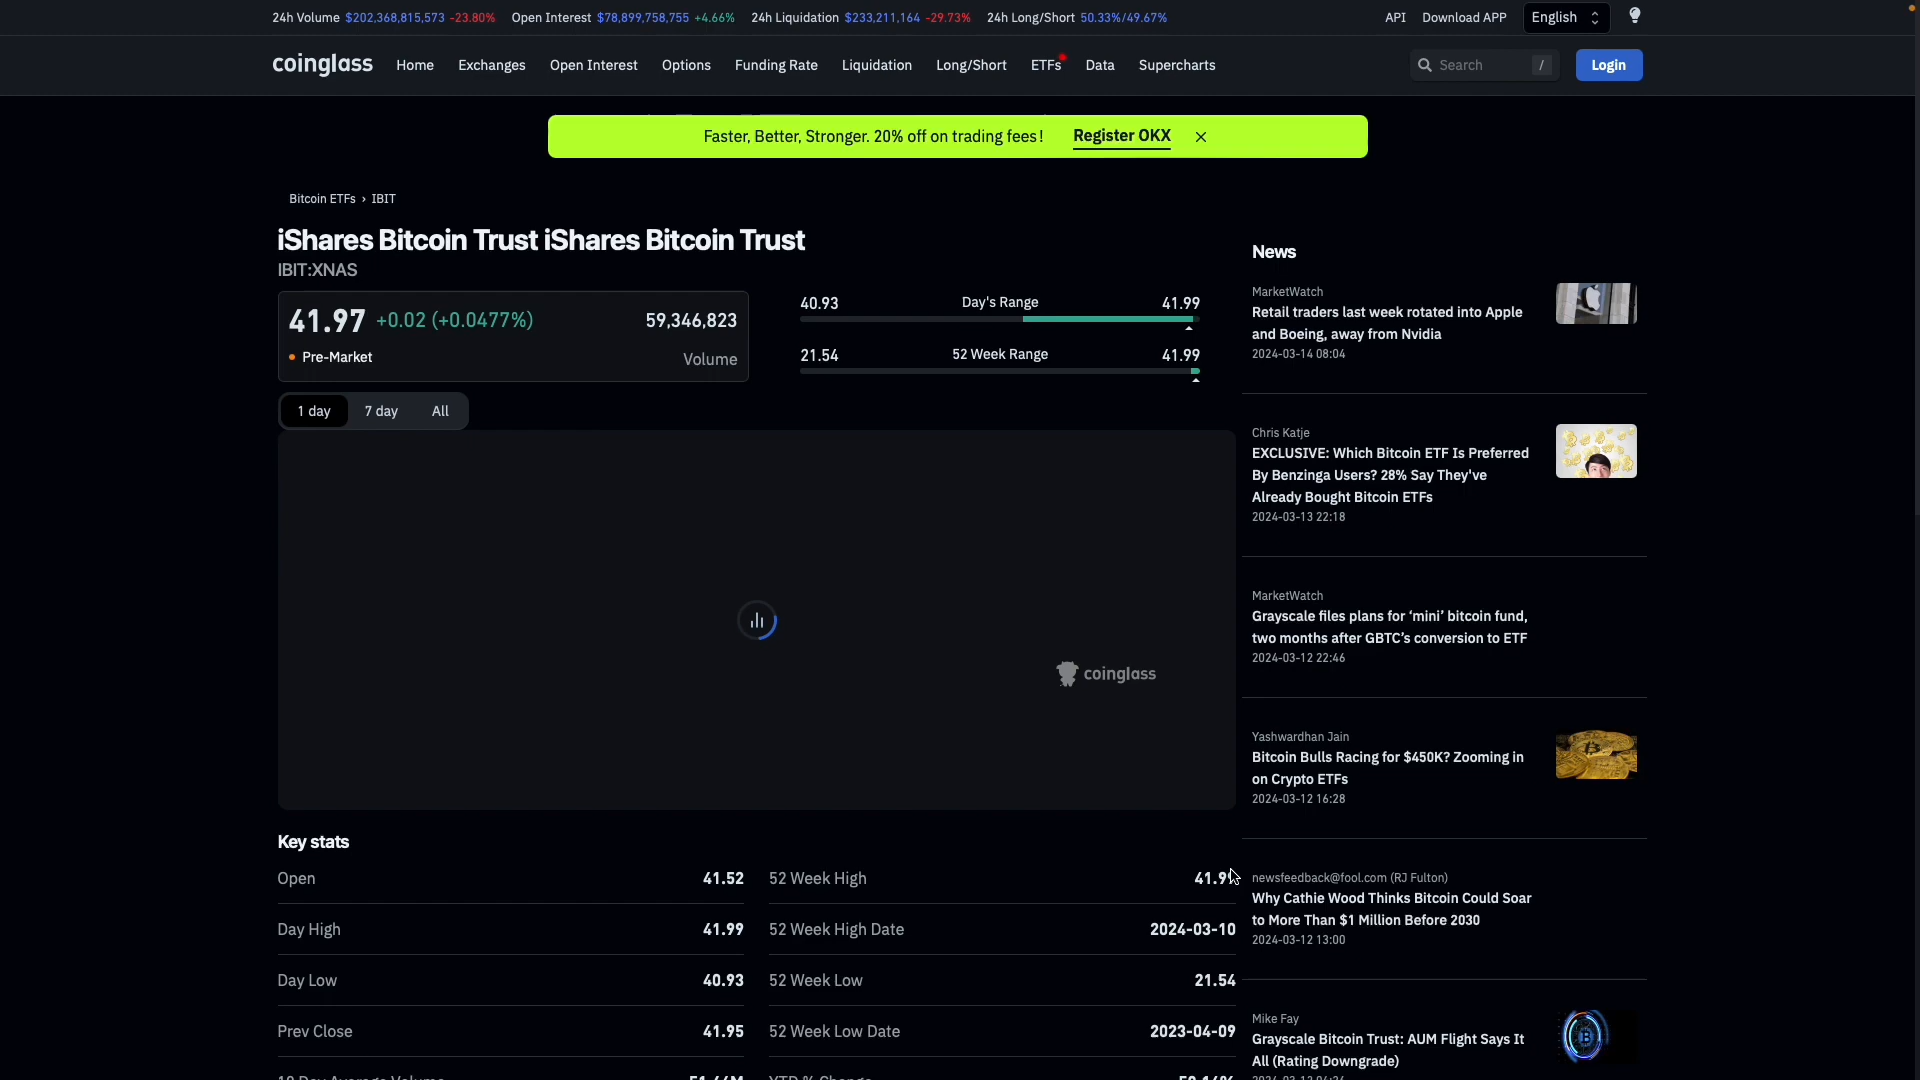 24h Volume $202,368,815,573 -23.80% Open Interest $78,899,758,755 +4.66% 24h Liquidation $233,211,164 -29.73% 24h Long/Short 50.33%/49.67% API Download APP English
coinglass Home Exchanges Open Interest Options Funding Rate Liquidation Long/Short ETFs Data Supercharts Search / Login
Faster, Better, Stronger. 20% off on trading fees! Register OKX
Bitcoin ETFs › IBIT
iShares Bitcoin Trust iShares Bitcoin Trust
IBIT:XNAS
41.97 +0.02 (+0.0477%) 59,346,823
Pre-Market Volume
40.93 Day's Range 41.99
21.54 52 Week Range 41.99
1 day 7 day All
coinglass
Key stats
Open 41.52
Day High 41.99
Day Low 40.93
Prev Close 41.95
52 Week High
52 Week High Date 2024-03-10
52 Week Low 21.54
52 Week Low Date 2023-04-09
News
MarketWatch
Retail traders last week rotated into Apple
and Boeing, away from Nvidia
2024-03-14 08:04
Chris Katje
EXCLUSIVE: Which Bitcoin ETF Is Preferred
By Benzinga Users? 28% Say They've
Already Bought Bitcoin ETFs
2024-03-13 22:18
MarketWatch
Grayscale files plans for ‘mini’ bitcoin fund,
two months after GBTC’s conversion to ETF
2024-03-12 22:46
Yashwardhan Jain
Bitcoin Bulls Racing for $450K? Zooming in
on Crypto ETFs
2024-03-12 16:28
newsfeedback@fool.com (RJ Fulton)
Why Cathie Wood Thinks Bitcoin Could Soar
to More Than $1 Million Before 2030
2024-03-12 13:00
Mike Fay
Grayscale Bitcoin Trust: AUM Flight Says It
All (Rating Downgrade)